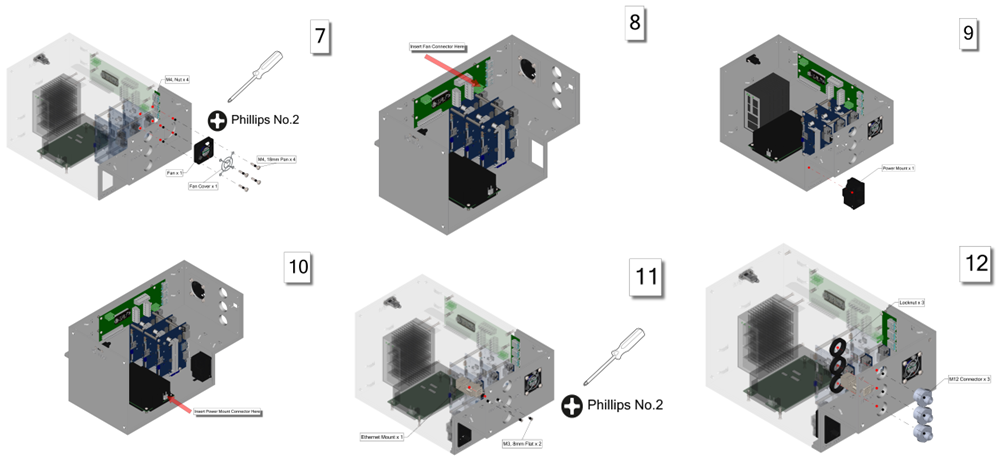 7
M4, Nut x 4
Phillips No.2
M4, 16mm Pan x 4
Fan x 1
Fan Cover x 1
8
Insert Fan Connector Here
9
Power Mount x 1
10
Insert Power Mount Connector Here
11
Phillips No.2
Ethernet Mount x 1
M3, 8mm Flat x 2
12
Locknut x 3
M12 Connector x 3